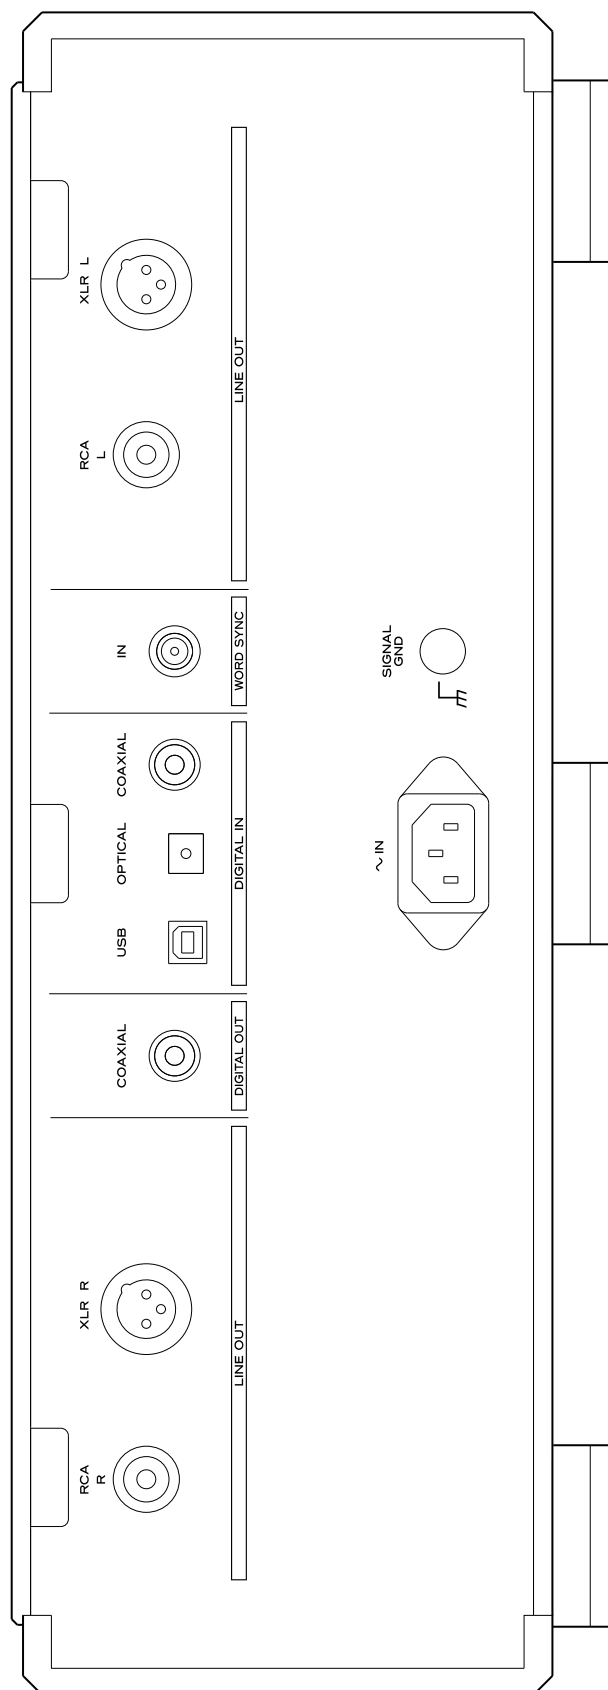 RCA
R
XLR R
RCA
L
XLR L
COAXIAL
USB
OPTICAL
COAXIAL
IN
LINE OUT
DIGITAL OUT
DIGITAL IN
WORD SYNC
LINE OUT
~ IN
SIGNAL
GND